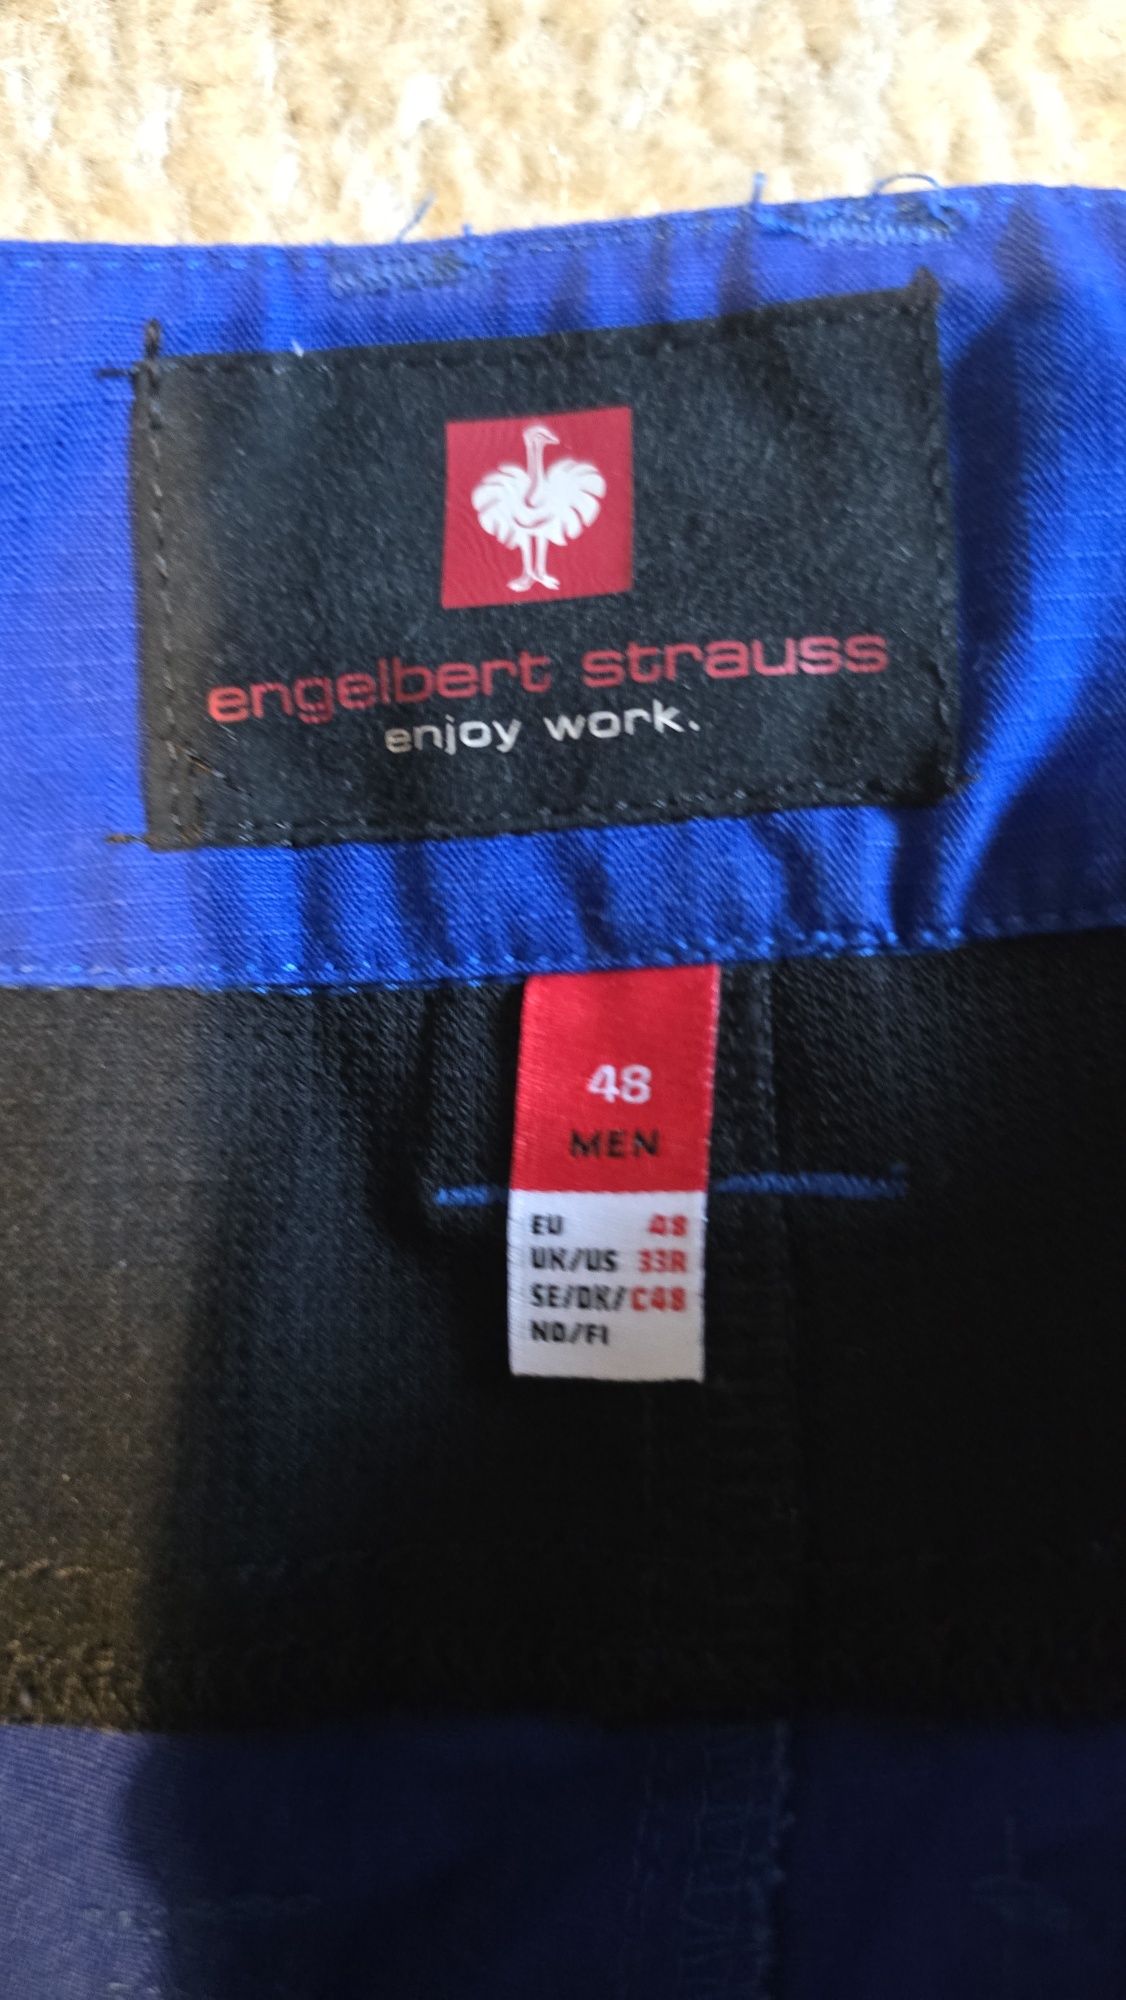 engelbert strauss
enjoy work.
48
MEN
EU 48
UK/US 33R
SE/DK/C48
NO/FI